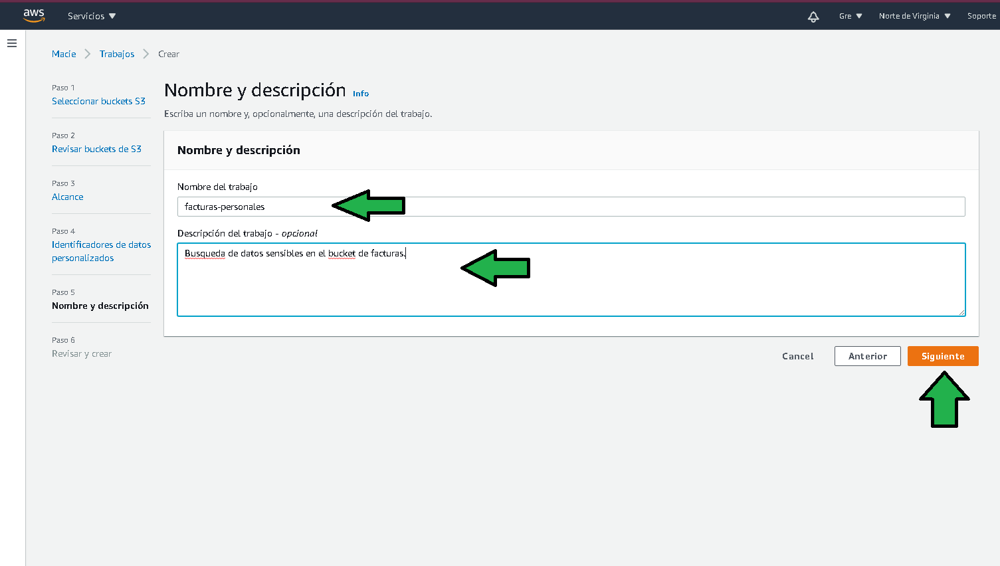 aws Servicios Gre Norte de Virginia Soporte
Macie Trabajos Crear
Paso 1
Seleccionar buckets S3
Paso 2
Revisar buckets de S3
Paso 3
Alcance
Paso 4
Identificadores de datos
personalizados
Paso 5
Nombre y descripción
Paso 6
Revisar y crear
Nombre y descripción Info
Escriba un nombre y, opcionalmente, una descripción del trabajo.
Nombre y descripción
Nombre del trabajo
facturas-personales
Descripción del trabajo - opcional
Busqueda de datos sensibles en el bucket de facturas.
Cancel Anterior Siguiente